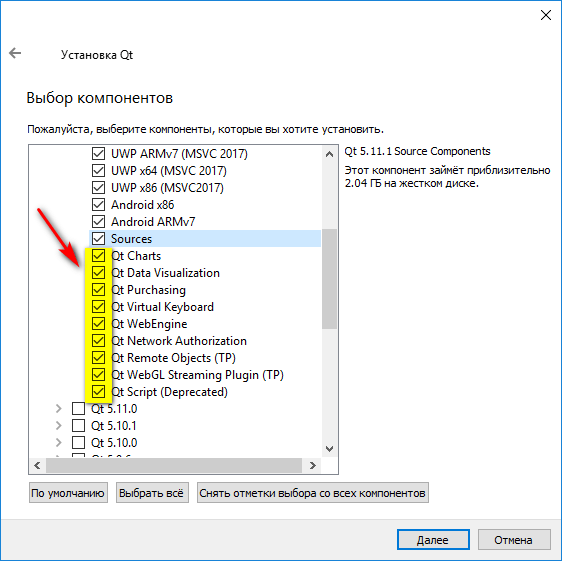 Установка Qt
Выбор компонентов
Пожалуйста, выберите компоненты, которые вы хотите установить.
UWP ARMv7 (MSVC 2017)
UWP x64 (MSVC 2017)
UWP x86 (MSVC2017)
Android x86
Android ARMv7
Sources
Qt Charts
Qt Data Visualization
Qt Purchasing
Qt Virtual Keyboard
Qt WebEngine
Qt Network Authorization
Qt Remote Objects (TP)
Qt WebGL Streaming Plugin (TP)
Qt Script (Deprecated)
Qt 5.11.0
Qt 5.10.1
Qt 5.10.0
Qt 5.11.1 Source Components
Этот компонент займёт приблизительно
2.04 ГБ на жестком диске.
По умолчанию
Выбрать всё
Снять отметки выбора со всех компонентов
Далее
Отмена